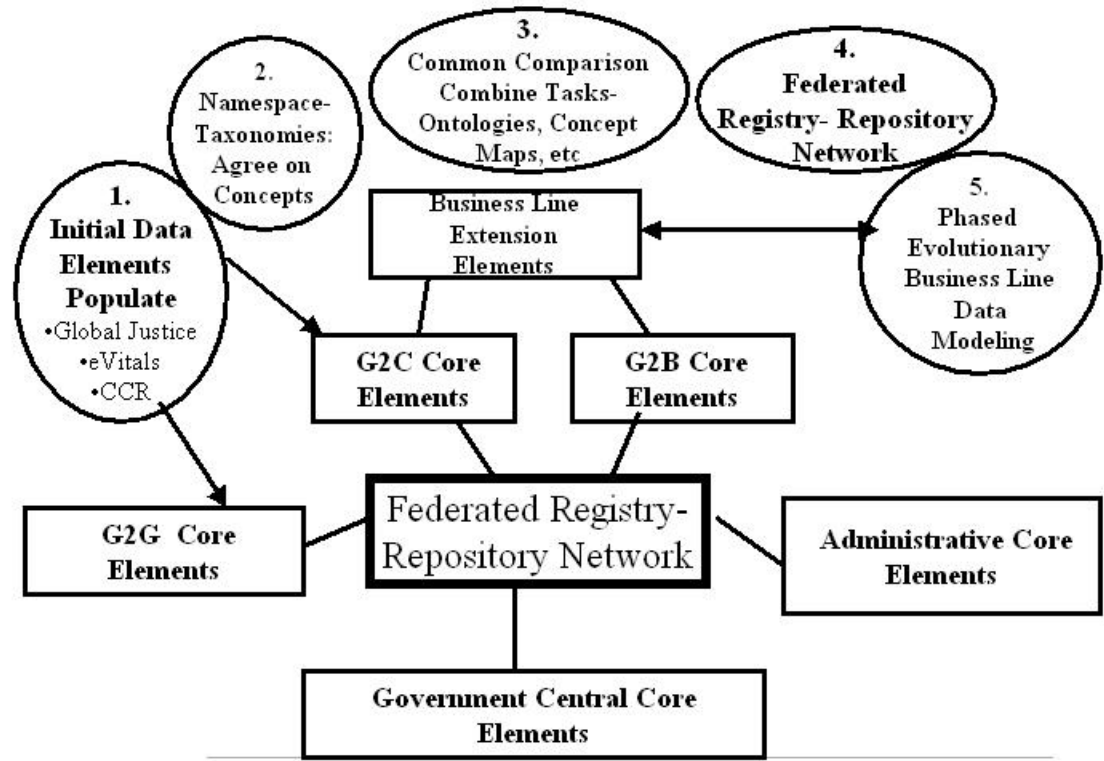 1.
Initial Data
Elements
Populate
•Global Justice
•eVitals
•CCR
2.
Namespace-
Taxonomies:
Agree on
Concepts
3.
Common Comparison
Combine Tasks-
Ontologies, Concept
Maps, etc
4.
Federated
Registry- Repository
Network
5.
Phased
Evolutionary
Business Line
Data
Modeling
Business Line
Extension
Elements
G2C Core
Elements
G2B Core
Elements
G2G Core
Elements
Federated Registry-
Repository Network
Administrative Core
Elements
Government Central Core
Elements